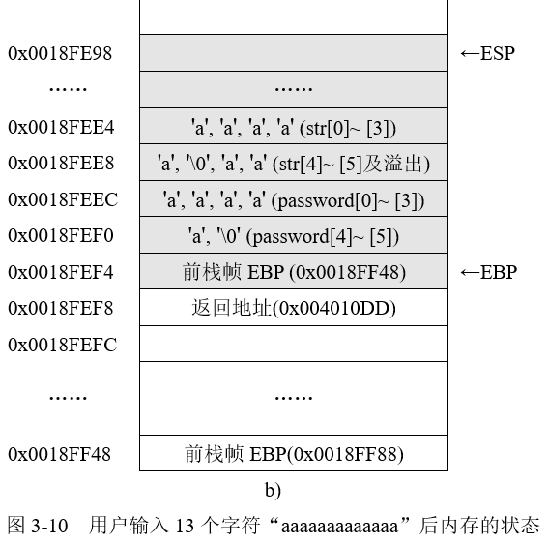 0x0018FE98 ←ESP
…… ……
0x0018FEE4 'a', 'a', 'a', 'a' (str[0]~ [3])
0x0018FEE8 'a', '\0', 'a', 'a' (str[4]~ [5]及溢出)
0x0018FEEC 'a', 'a', 'a', 'a' (password[0]~ [3])
0x0018FEF0 'a', '\0' (password[4]~ [5])
0x0018FEF4 前栈帧 EBP (0x0018FF48) ←EBP
0x0018FEF8 返回地址(0x004010DD)
0x0018FEFC
…… ……
0x0018FF48 前栈帧 EBP(0x0018FF88)
b)
图 3-10 用户输入 13 个字符“aaaaaaaaaaaaa”后内存的状态